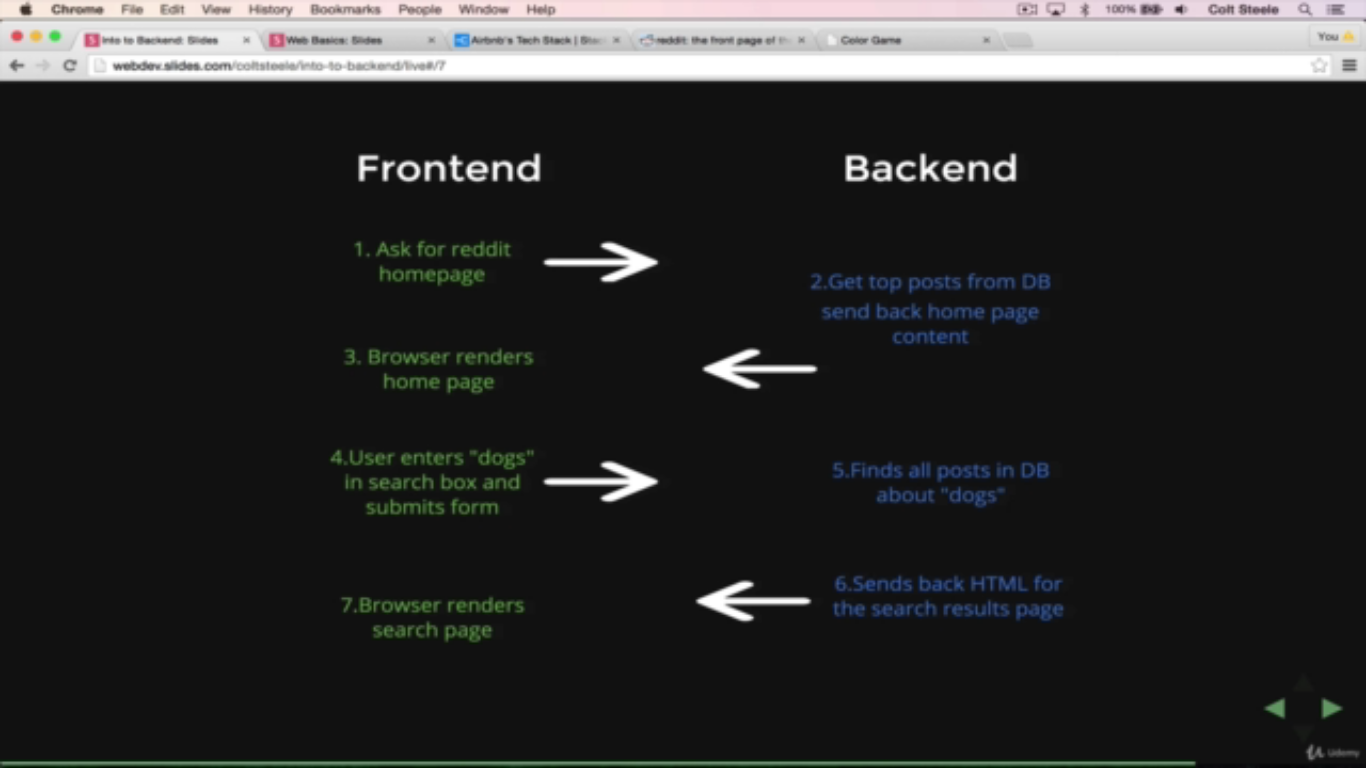 Chrome File Edit View History Bookmarks People Window Help 100% Colt Steele
Into to Backend: Slides Web Basics: Slides Airbnb's Tech Stack | reddit: the front page of Color Game You
webdev.slides.com/coltsteele/into-to-backend/live#/7
Frontend
Backend
1. Ask for reddit
homepage
2.Get top posts from DB
send back home page
content
3. Browser renders
home page
4.User enters "dogs"
in search box and
submits form
5.Finds all posts in DB
about "dogs"
6.Sends back HTML for
the search results page
7.Browser renders
search page
Udemy